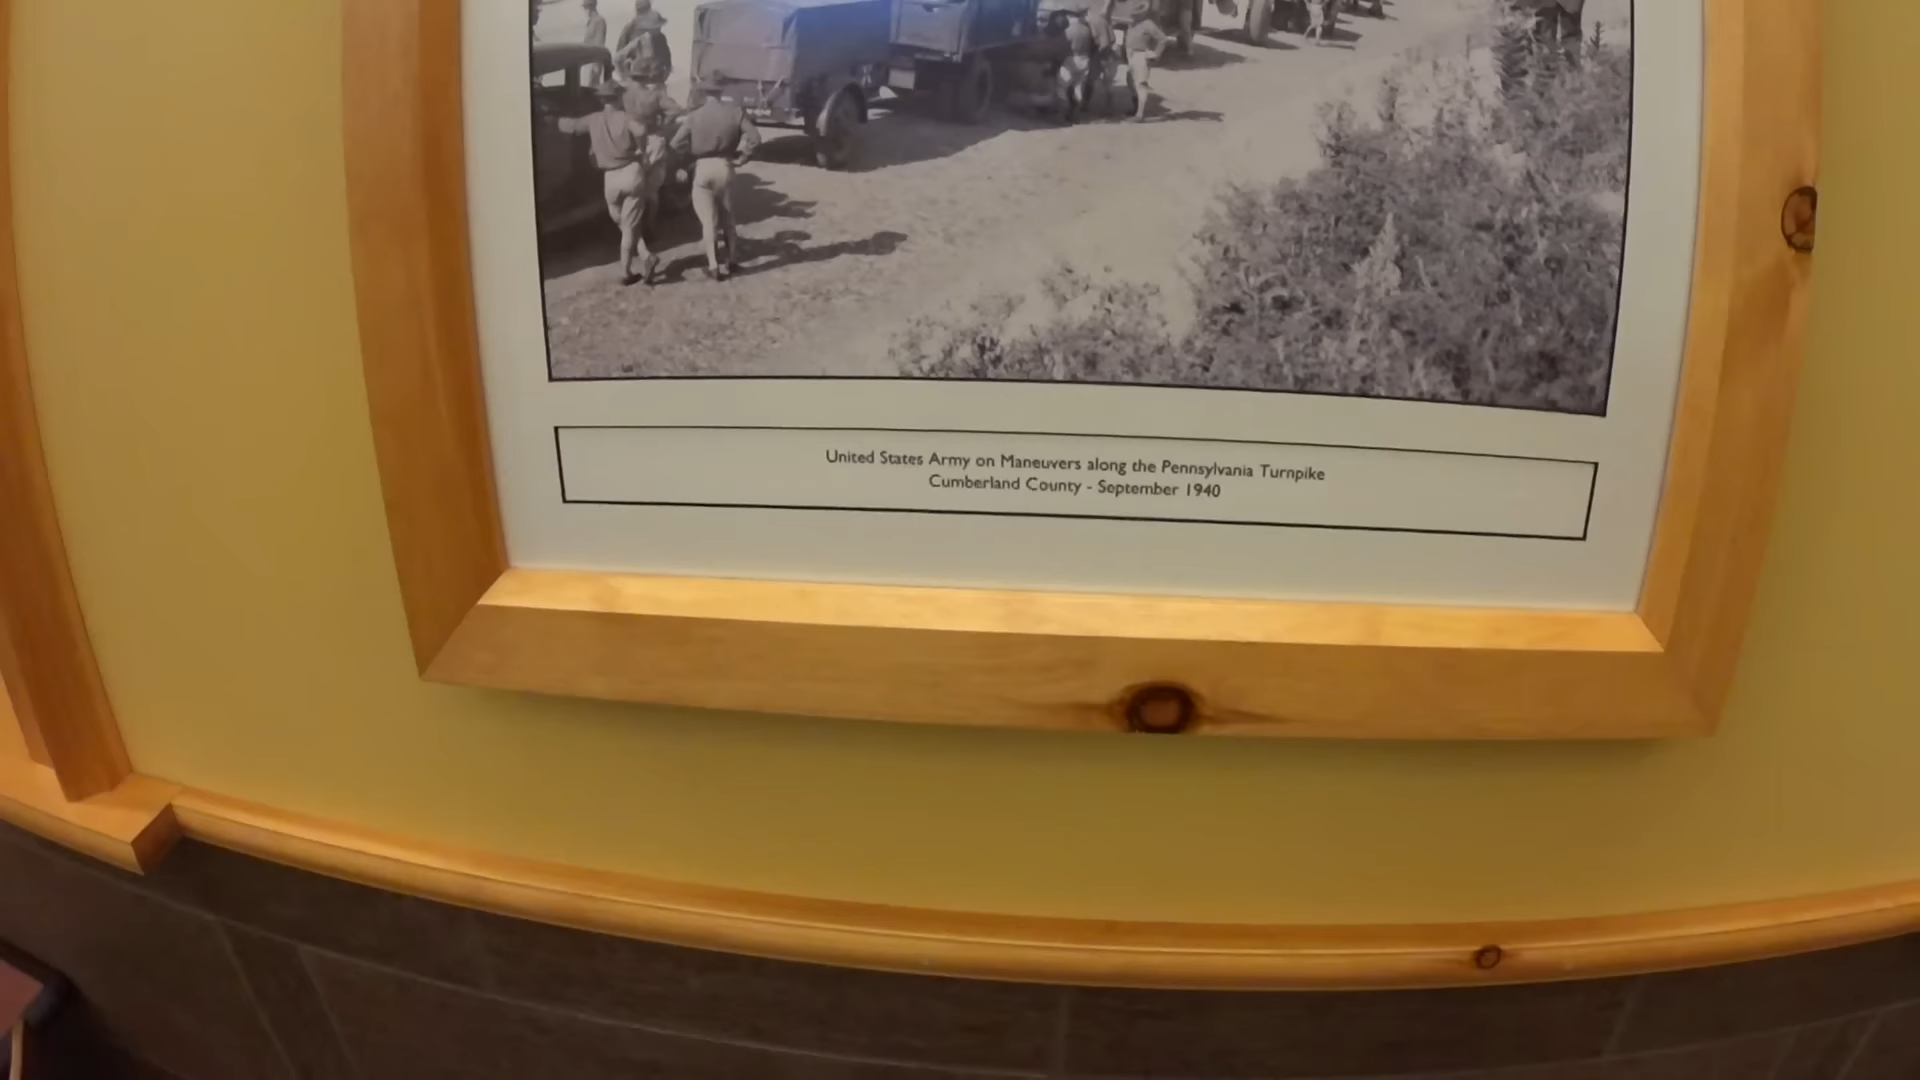 United States Army on Maneuvers along the Pennsylvania Turnpike
Cumberland County - September 1940